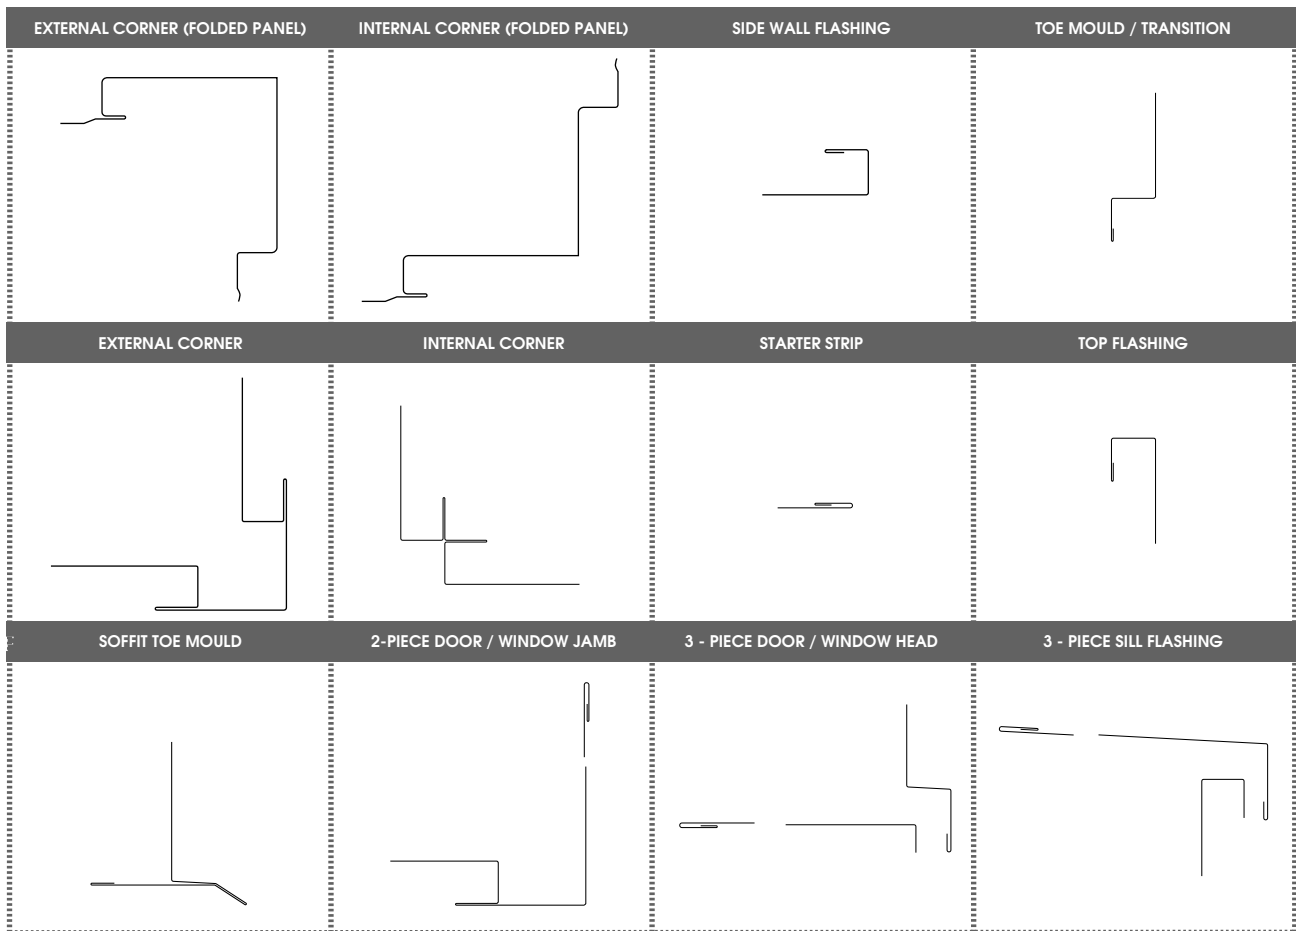 EXTERNAL CORNER (FOLDED PANEL)
INTERNAL CORNER (FOLDED PANEL)
SIDE WALL FLASHING
TOE MOULD / TRANSITION
EXTERNAL CORNER
INTERNAL CORNER
STARTER STRIP
TOP FLASHING
SOFFIT TOE MOULD
2-PIECE DOOR / WINDOW JAMB
3 - PIECE DOOR / WINDOW HEAD
3 - PIECE SILL FLASHING